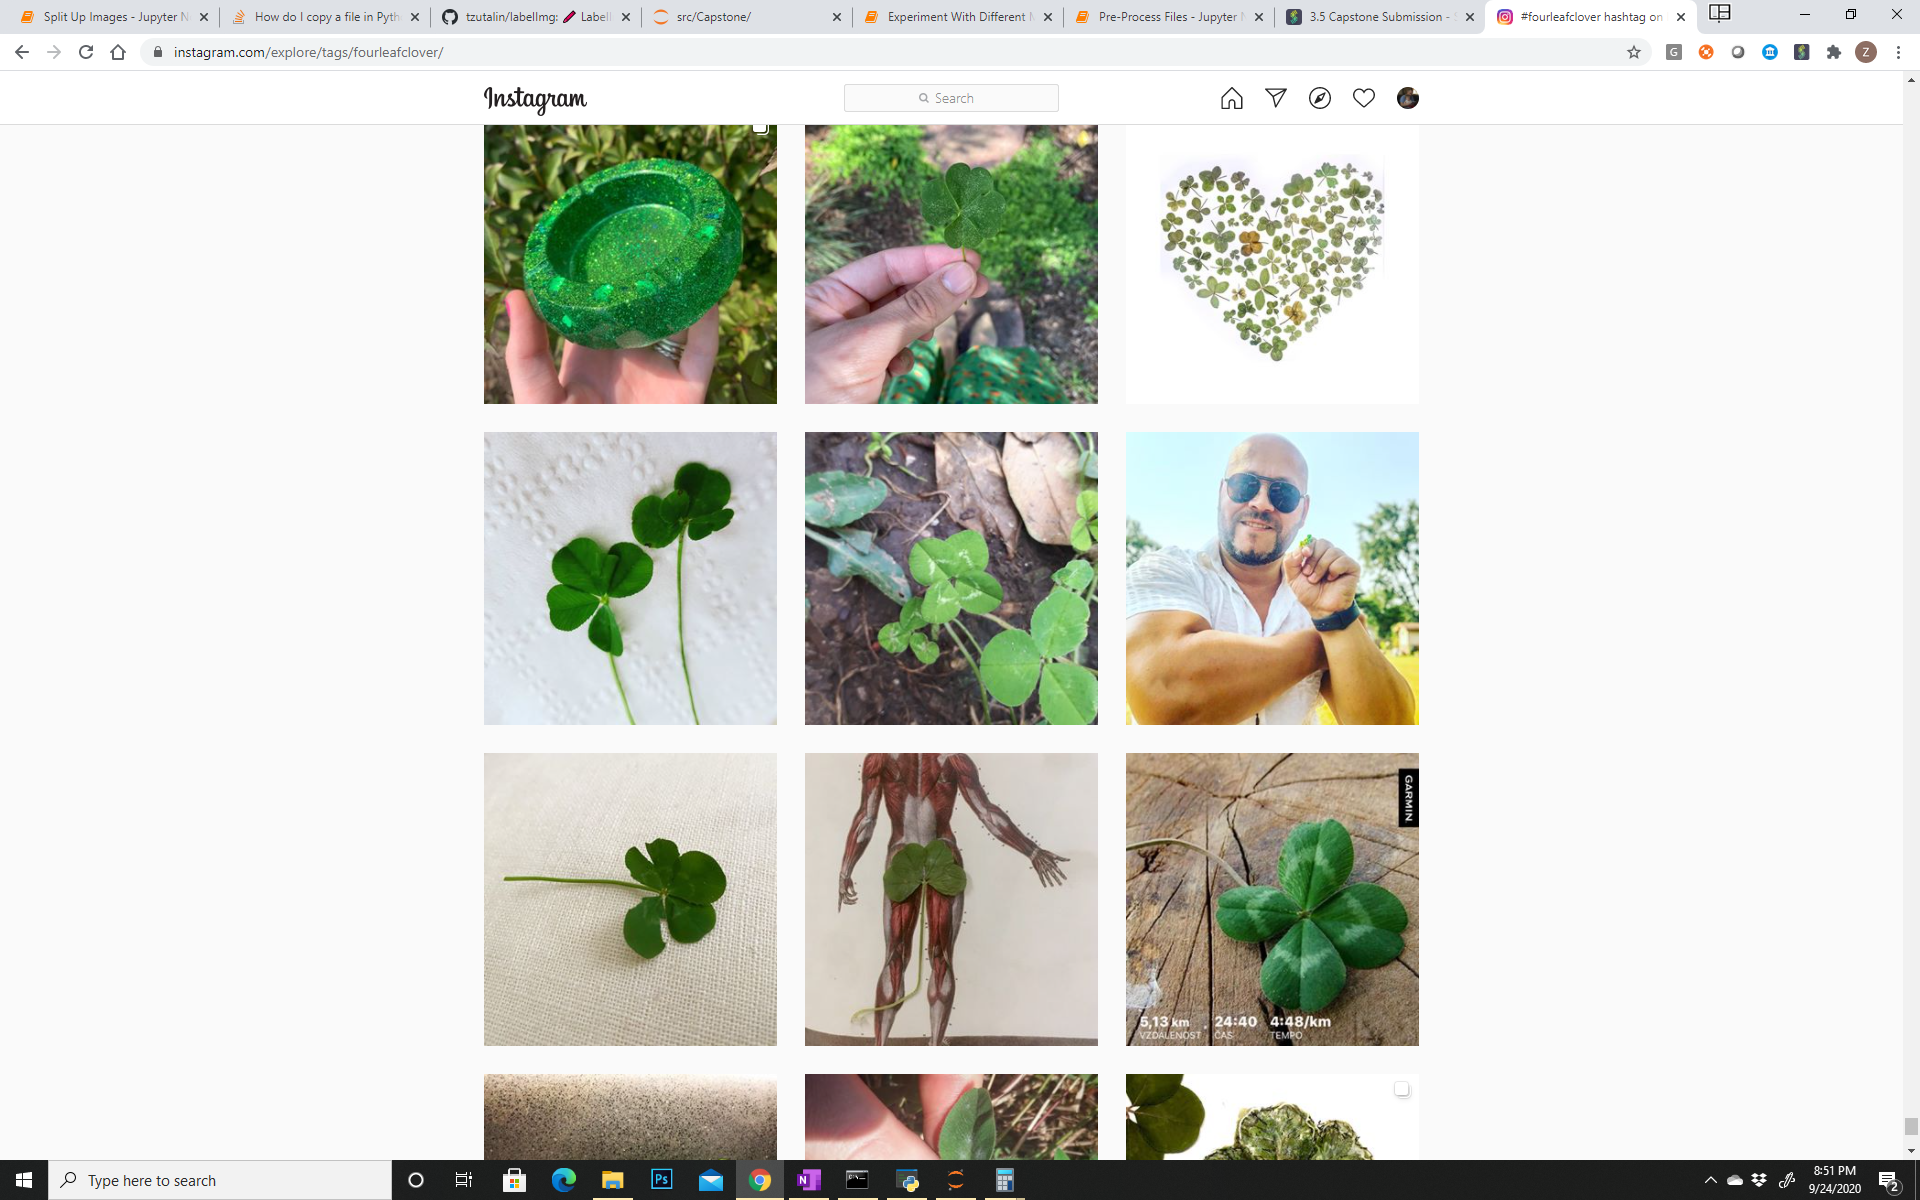 Split Up Images - Jupyter N
How do I copy a file in Pyth
tzutalin/labelImg: 🖍 Label
src/Capstone/
Experiment With Different M
Pre-Process Files - Jupyter N
3.5 Capstone Submission - S
#fourleafclover hashtag on
instagram.com/explore/tags/fourleafclover/
G
Z
Instagram
Search
GARMIN.
5,13 km
24:40
4:48/km
VZDÁLENOST
ČAS
TEMPO
Type here to search
Ps
N
8:51 PM
9/24/2020
2